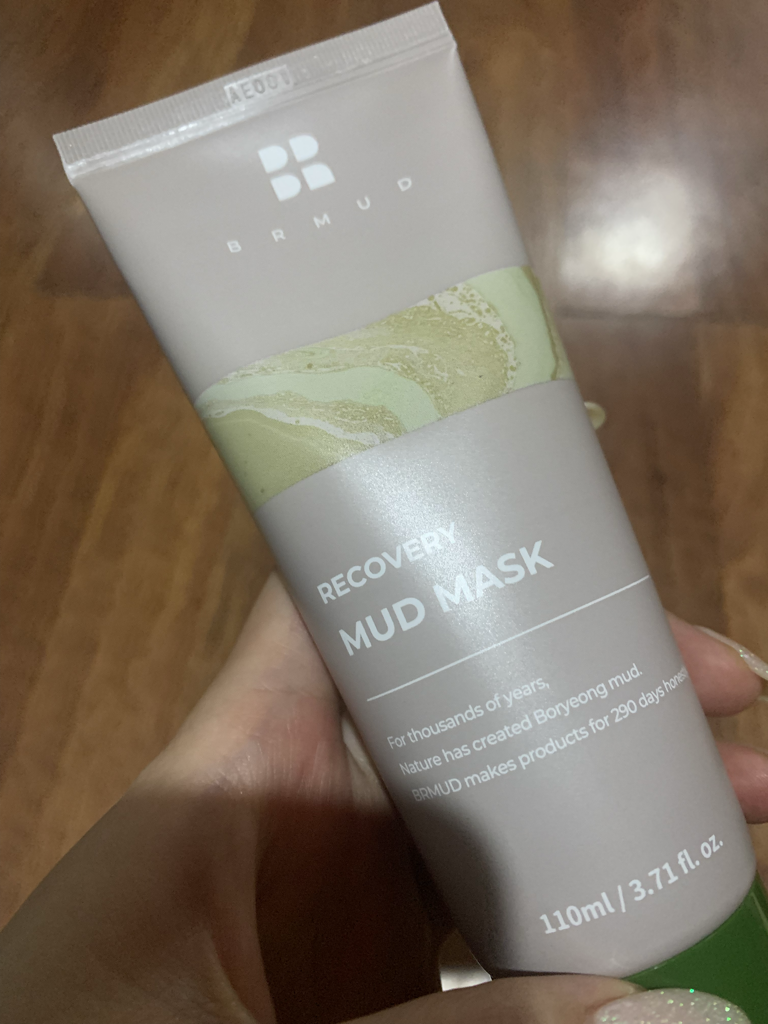 BRMUD
RECOVERY
MUD MASK
For thousands of years,
Nature has created Boryeong mud.
BRMUD makes products for 290 days
110ml / 3.71 fl. oz.